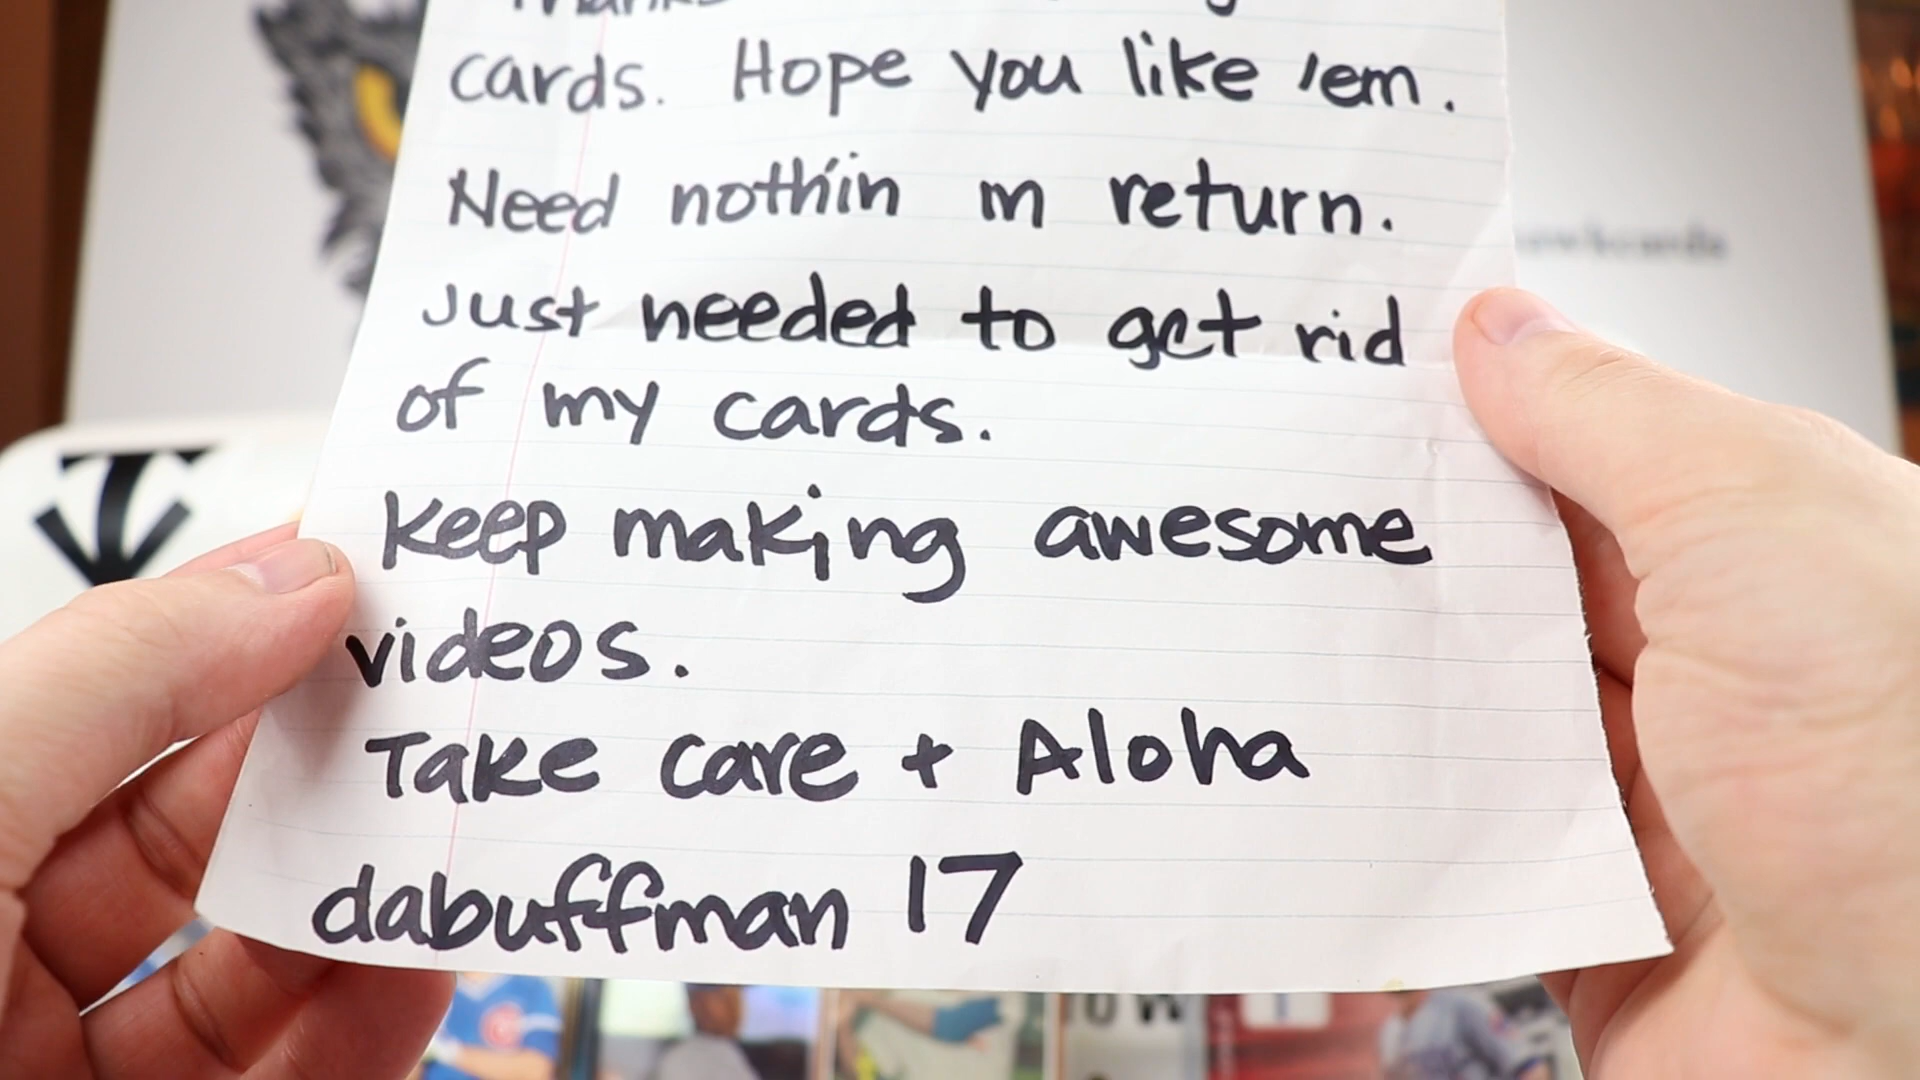 Thanks
cards. Hope you like 'em.
Need nothin in return.
Just needed to get rid
of my cards.
Keep making awesome
videos.
Take care + Aloha
dabuffman 17